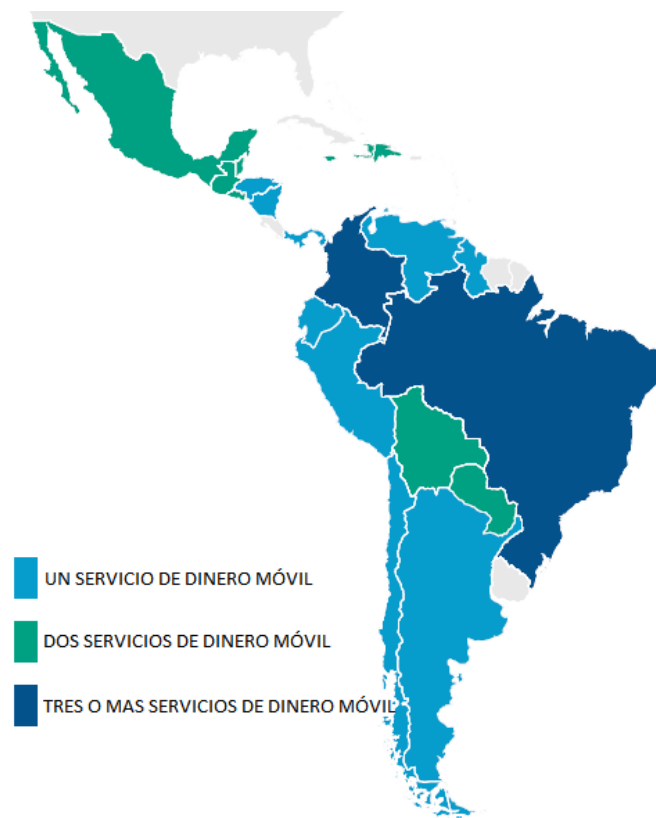 UN SERVICIO DE DINERO MÓVIL
DOS SERVICIOS DE DINERO MÓVIL
TRES O MAS SERVICIOS DE DINERO MÓVIL